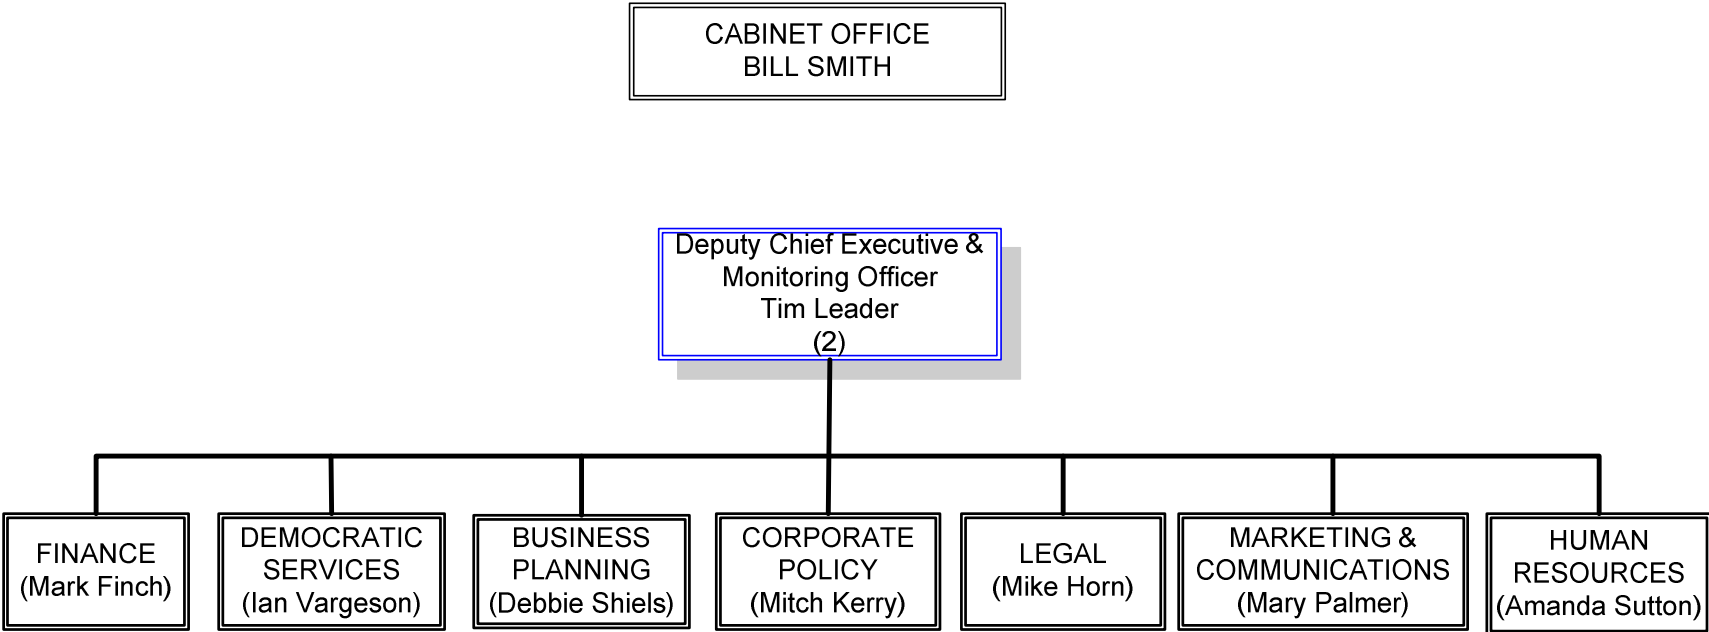 CABINET OFFICE
BILL SMITH
Deputy Chief Executive &
Monitoring Officer
Tim Leader
(2)
FINANCE
(Mark Finch)
DEMOCRATIC
SERVICES
(Ian Vargeson)
BUSINESS
PLANNING
(Debbie Shiels)
CORPORATE
POLICY
(Mitch Kerry)
LEGAL
(Mike Horn)
MARKETING &
COMMUNICATIONS
(Mary Palmer)
HUMAN
RESOURCES
(Amanda Sutton)